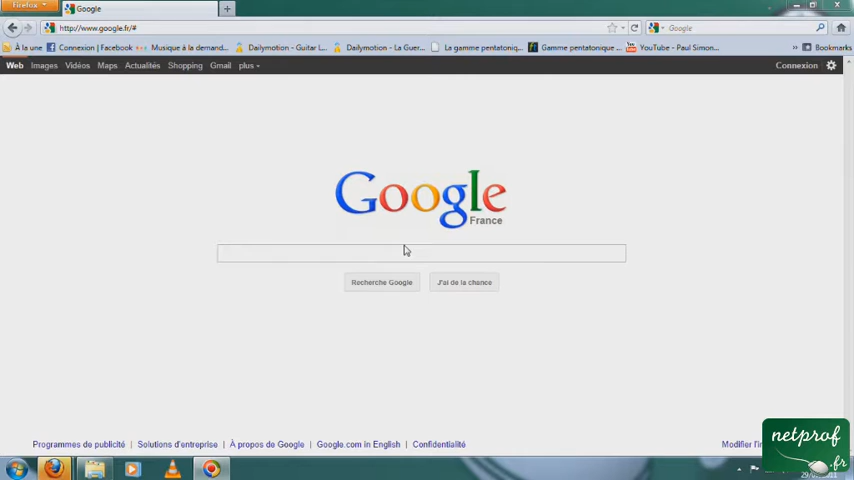 Firefox
Google
http://www.google.fr/#
Google
À la une Connexion | Facebook Musique à la demand... Dailymotion - Guitar L... Dailymotion - La Guer... La gamme pentatoniq... Gamme pentatonique ... YouTube - Paul Simon... » Bookmarks
Web Images Vidéos Maps Actualités Shopping Gmail plus Connexion
Google
France
Recherche Google J'ai de la chance
Programmes de publicité | Solutions d'entreprise | À propos de Google | Google.com in English | Confidentialité
netprof
.fr